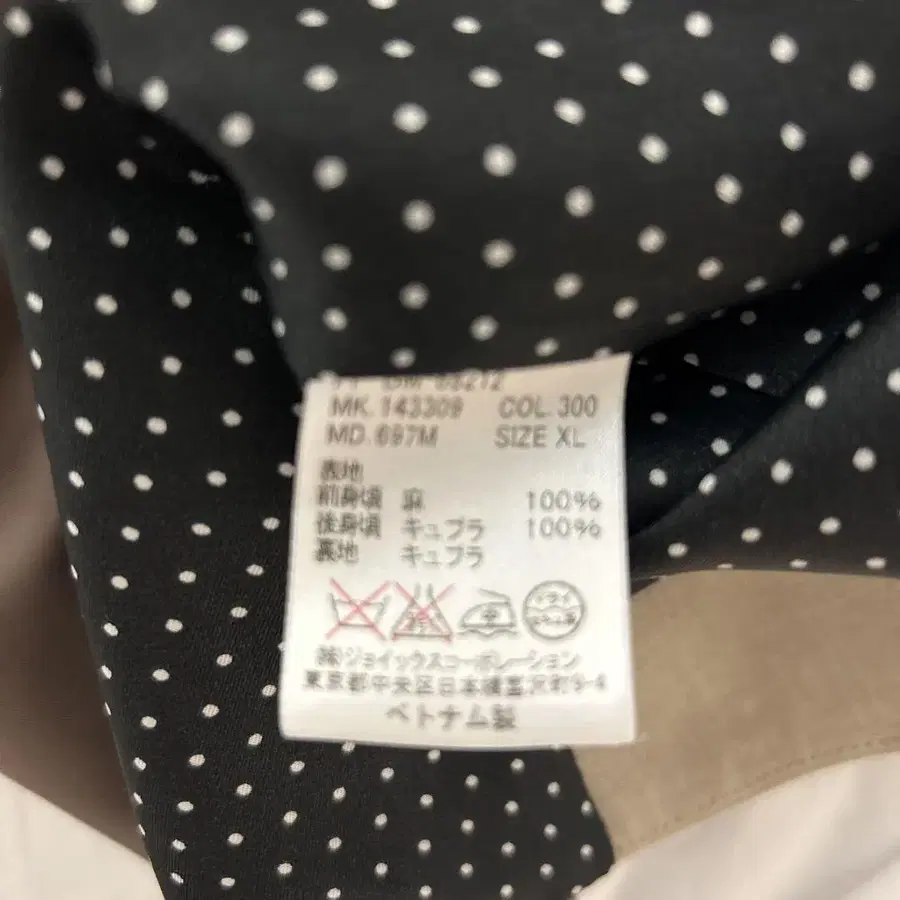 MK. 143309 COL. 300
MD. 697M SIZE XL
表地
前身頃 麻 100%
後身頃 キュプラ 100%
裏地 キュプラ
ドライ
(株)ジョイックスコーポレーション
東京都中央区日本橋富沢町9-4
ベトナム製